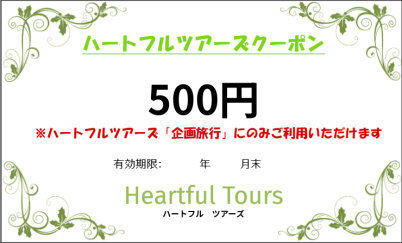 ハートフルツアーズクーポン
500円
※ハートフルツアーズ「企画旅行」にのみご利用いただけます
有効期限： 年 月末
Heartful Tours
ハートフル ツアーズ